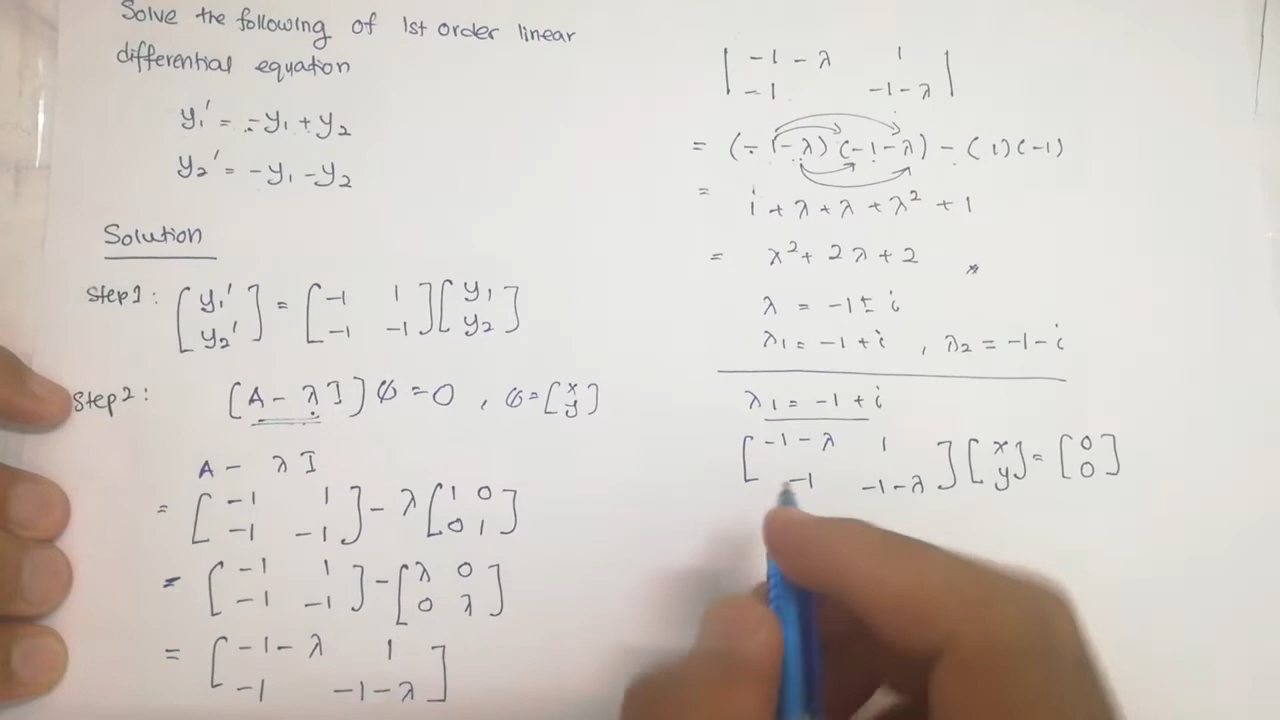 Solve the following of 1st order linear
differential equation
y₁' = -y₁ + y₂
y₂' = -y₁ - y₂
Solution
Step 1: [y₁' y₂'] = [-1 1 -1 -1] [y₁ y₂]
Step 2: [A - λI] ϕ = 0, ϕ = [x y]
A - λI
= [-1 1 -1 -1] - λ [1 0 0 1]
= [-1 1 -1 -1] - [λ 0 0 λ]
= [-1-λ 1 -1 -1-λ]
| -1-λ 1 -1 -1-λ |
= (-1-λ)(-1-λ) - (1)(-1)
= 1 + λ + λ + λ² + 1
= λ² + 2λ + 2
λ = -1 ± i
λ₁ = -1 + i , λ₂ = -1 - i
λ₁ = -1 + i
[-1-λ 1 -1 -1-λ] [x y] = [0 0]